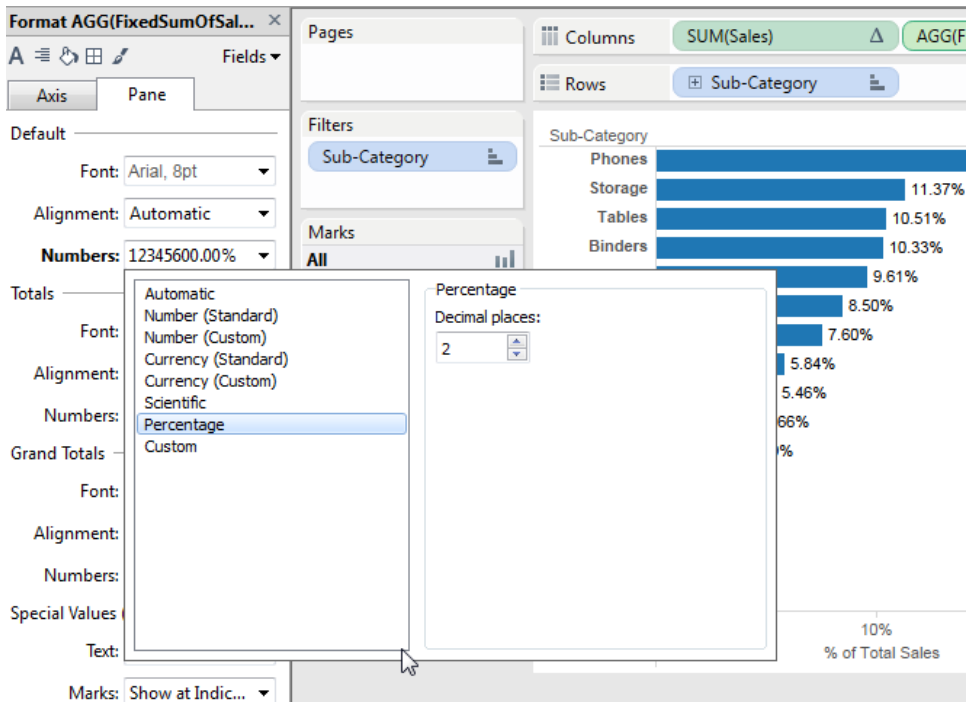 Format AGG(FixedSumOfSal... ×
Fields
Axis
Pane
Default
Font: Arial, 8pt
Alignment: Automatic
Numbers: 12345600.00%
Totals
Font:
Alignment:
Numbers:
Grand Totals
Font:
Alignment:
Numbers:
Special Values (
Text:
Marks: Show at Indic...
Automatic
Number (Standard)
Number (Custom)
Currency (Standard)
Currency (Custom)
Scientific
Percentage
Custom
Percentage
Decimal places:
2
Pages
Filters
Sub-Category
Marks
All
Columns
SUM(Sales) Δ
AGG(F
Rows
Sub-Category
Sub-Category
Phones
Storage 11.37%
Tables 10.51%
Binders 10.33%
9.61%
8.50%
7.60%
5.84%
5.46%
66%
%
10%
% of Total Sales